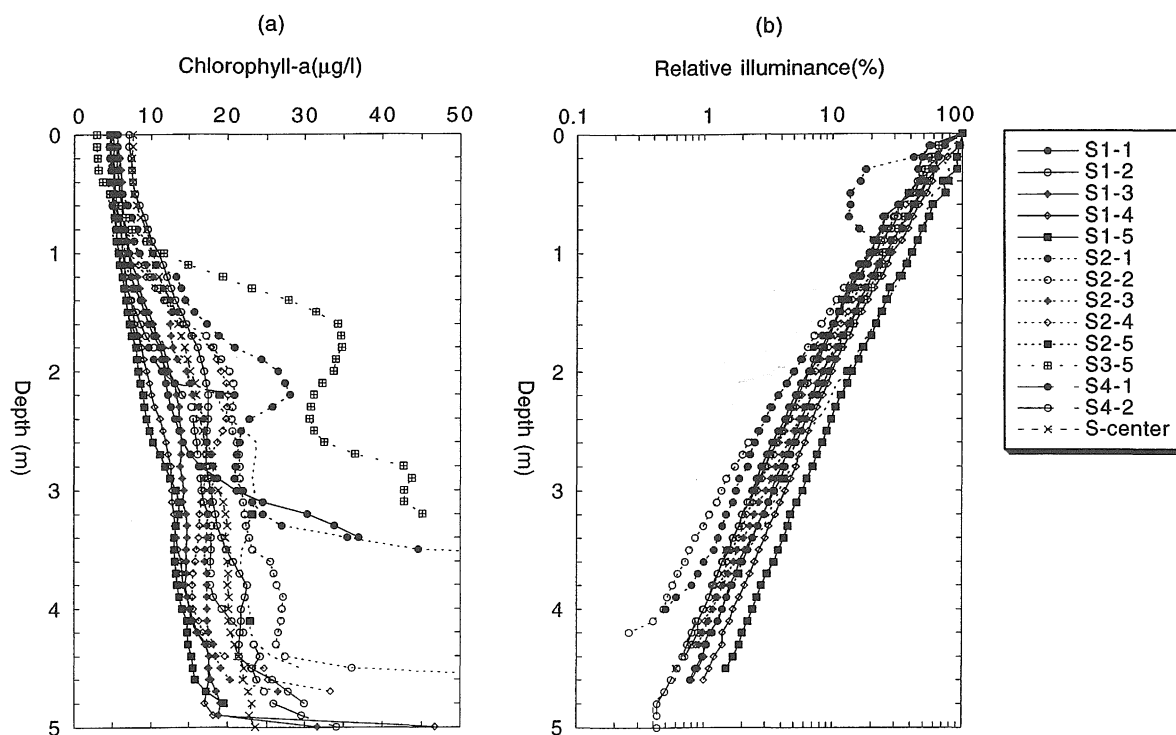 (a)
Chlorophyll-a(μg/l)
0 10 20 30 40 50
0
1
2
3
4
5
Depth (m)
(b)
Relative illuminance(%)
0.1 1 10 100
0
1
2
3
4
5
Depth (m)
S1-1
S1-2
S1-3
S1-4
S1-5
S2-1
S2-2
S2-3
S2-4
S2-5
S3-5
S4-1
S4-2
S-center